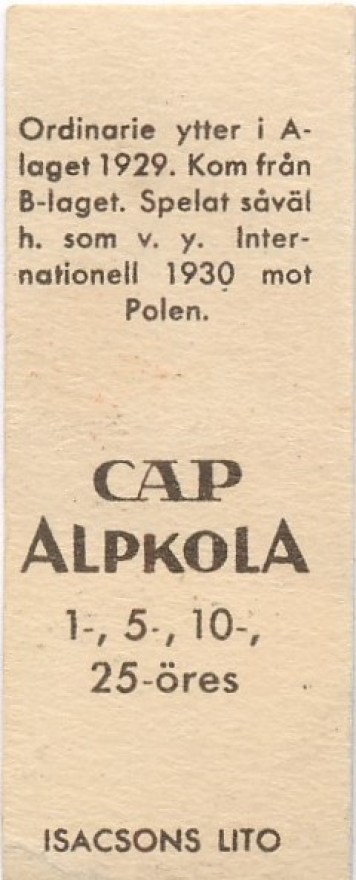 Ordinarie ytter i A-
laget 1929. Kom från
B-laget. Spelat såväl
h. som v. y. Inter-
nationell 1930 mot
Polen.
CAP
ALPKOLA
1-, 5-, 10-,
25-öres
ISACSONS LITO